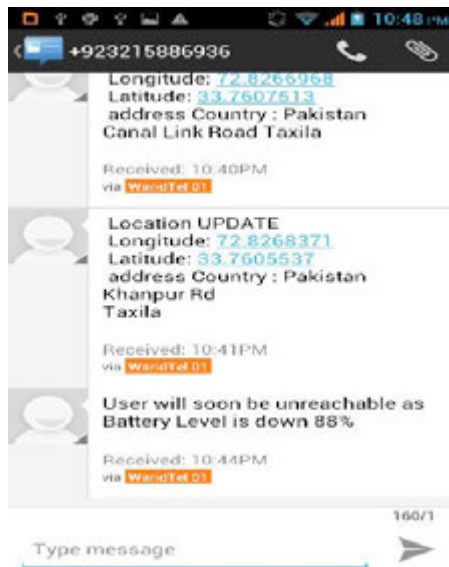 10:48 PM
+923215886936
Longitude: 72.8266968
Latitude: 33.7607513
address Country : Pakistan
Canal Link Road Taxila
Received: 10:40PM
via WaridTel 01
Location UPDATE
Longitude: 72.8268371
Latitude: 33.7605537
address Country : Pakistan
Khanpur Rd
Taxila
Received: 10:41PM
via WaridTel 01
User will soon be unreachable as
Battery Level is down 88%
Received: 10:44PM
via WaridTel 01
160/1
Type message